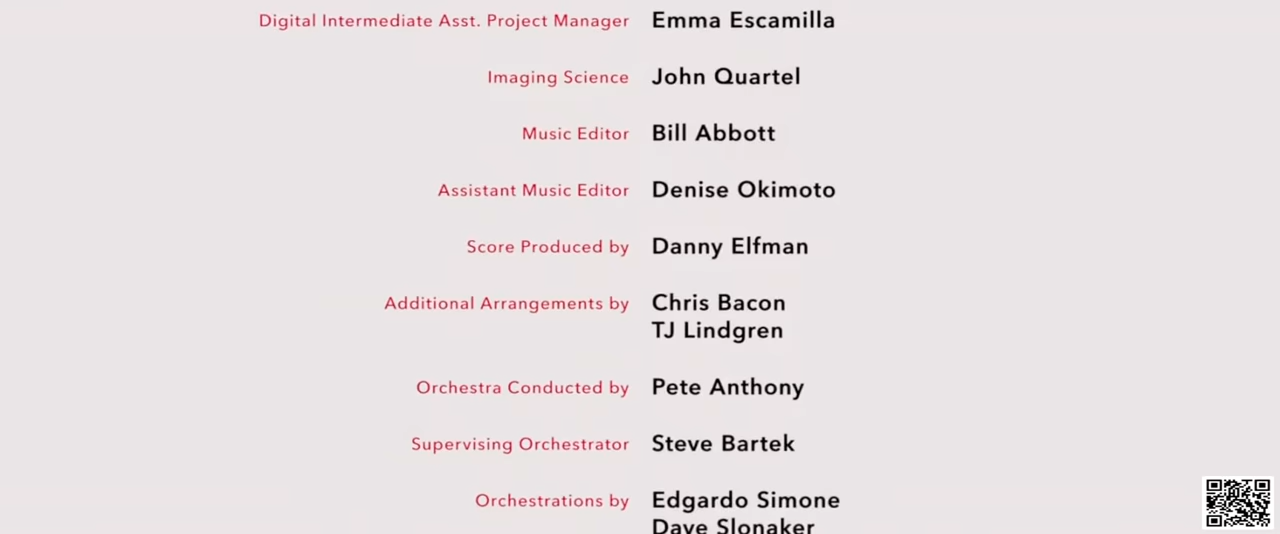 Digital Intermediate Asst. Project Manager Emma Escamilla
Imaging Science John Quartel
Music Editor Bill Abbott
Assistant Music Editor Denise Okimoto
Score Produced by Danny Elfman
Additional Arrangements by Chris Bacon
TJ Lindgren
Orchestra Conducted by Pete Anthony
Supervising Orchestrator Steve Bartek
Orchestrations by Edgardo Simone
Dave Slonaker